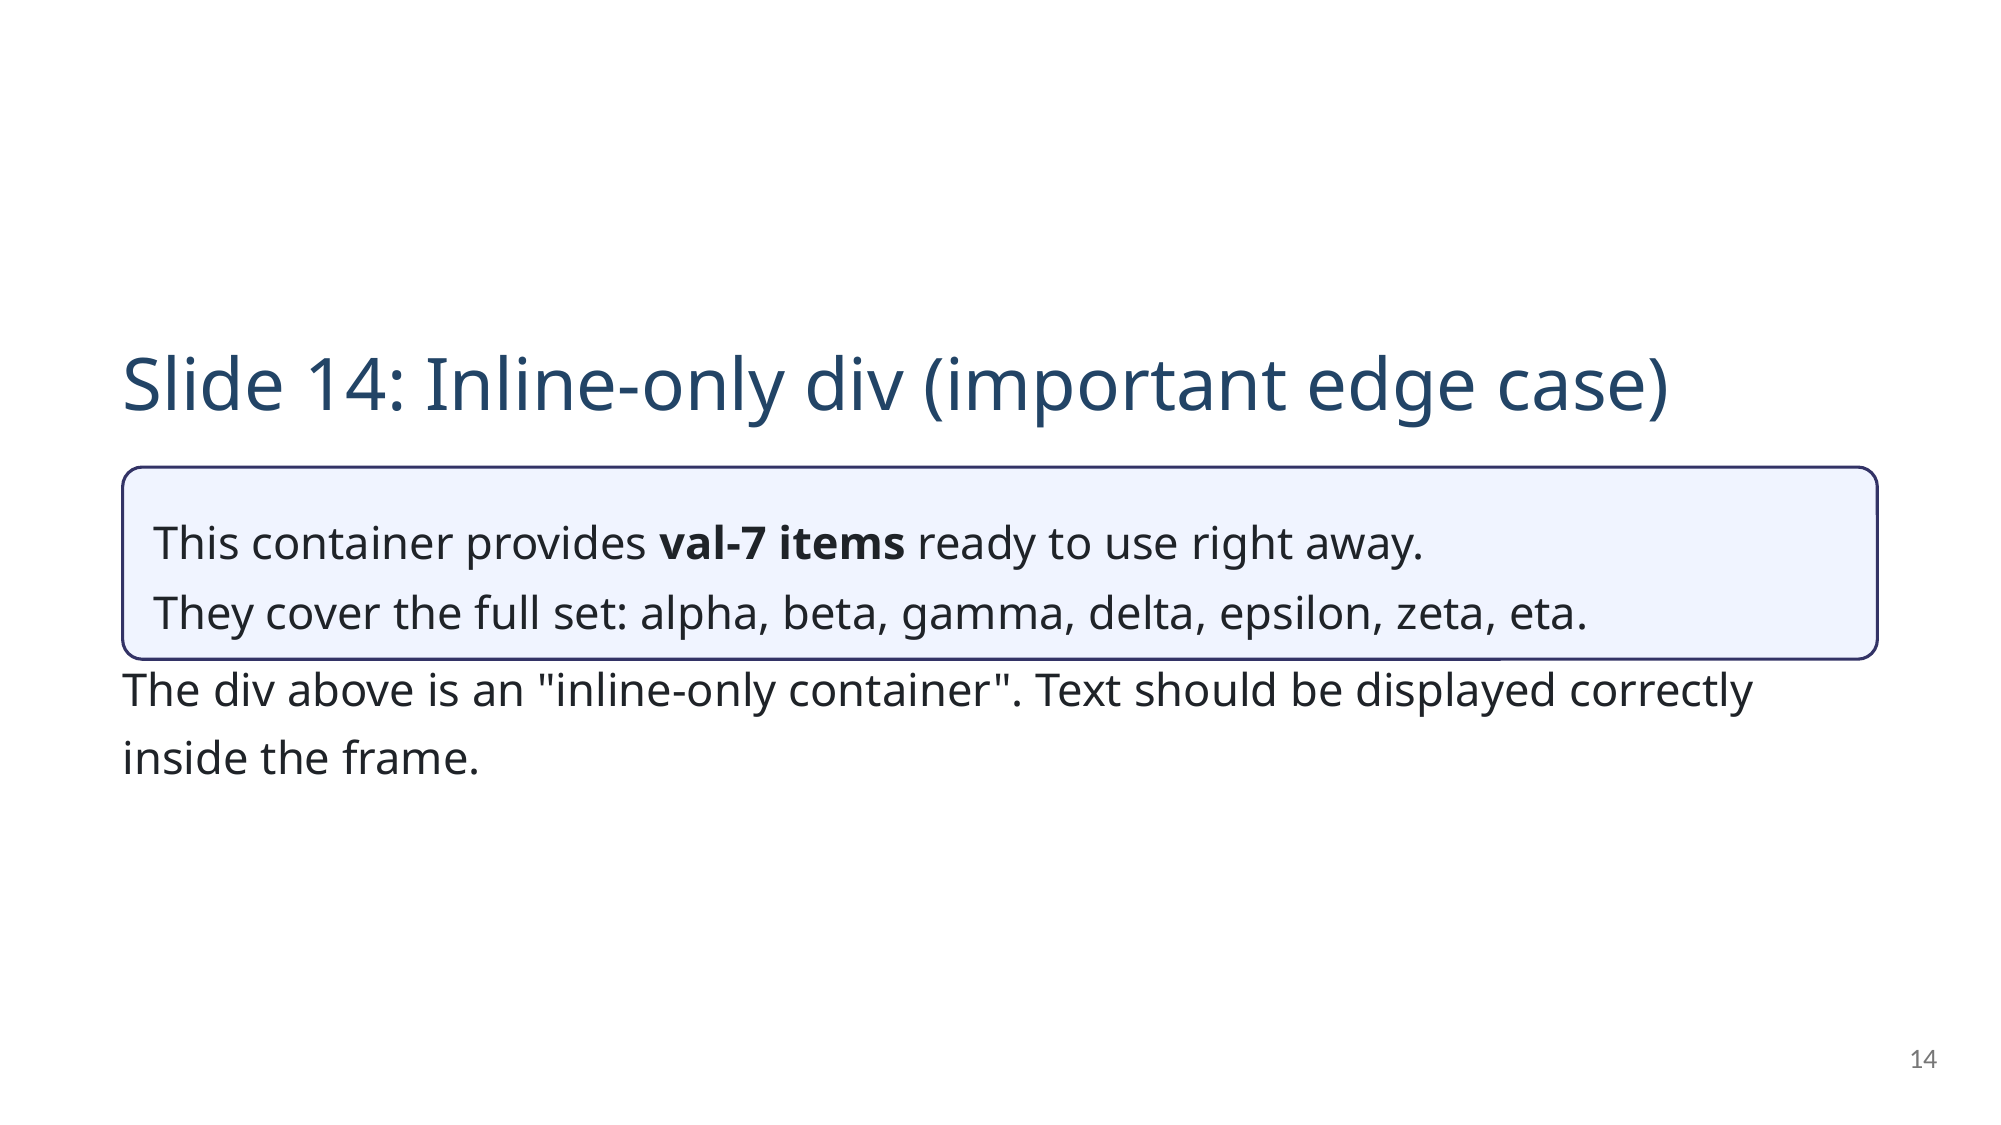 Slide 14: Inline-only div (important edge case)
This container provides val-7 items ready to use right away.
They cover the full set: alpha, beta, gamma, delta, epsilon, zeta, eta.
The div above is an "inline-only container". Text should be displayed correctly
inside the frame.
14